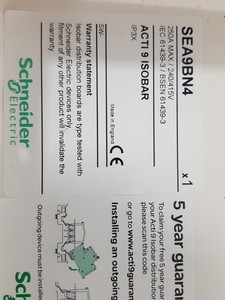 SEA9BN4
x1
250A MAX / 240/415V
IEC 61439-3 / BSEN 61439-3
ACTI 9 ISOBAR
IP3X
Made in England
CE
SW-
Warranty statement
Isobar distribution boards are type tested with
Schneider Electric devices only
fitment of any other product will invalidate the
warranty
Schneider
Electric
5 year guara
To claim your free 5 year
your Acti 9 Isobar distribution
please scan this code
or go to www.acti9guaran
Installing an outgoing
Outgoing device must be installed